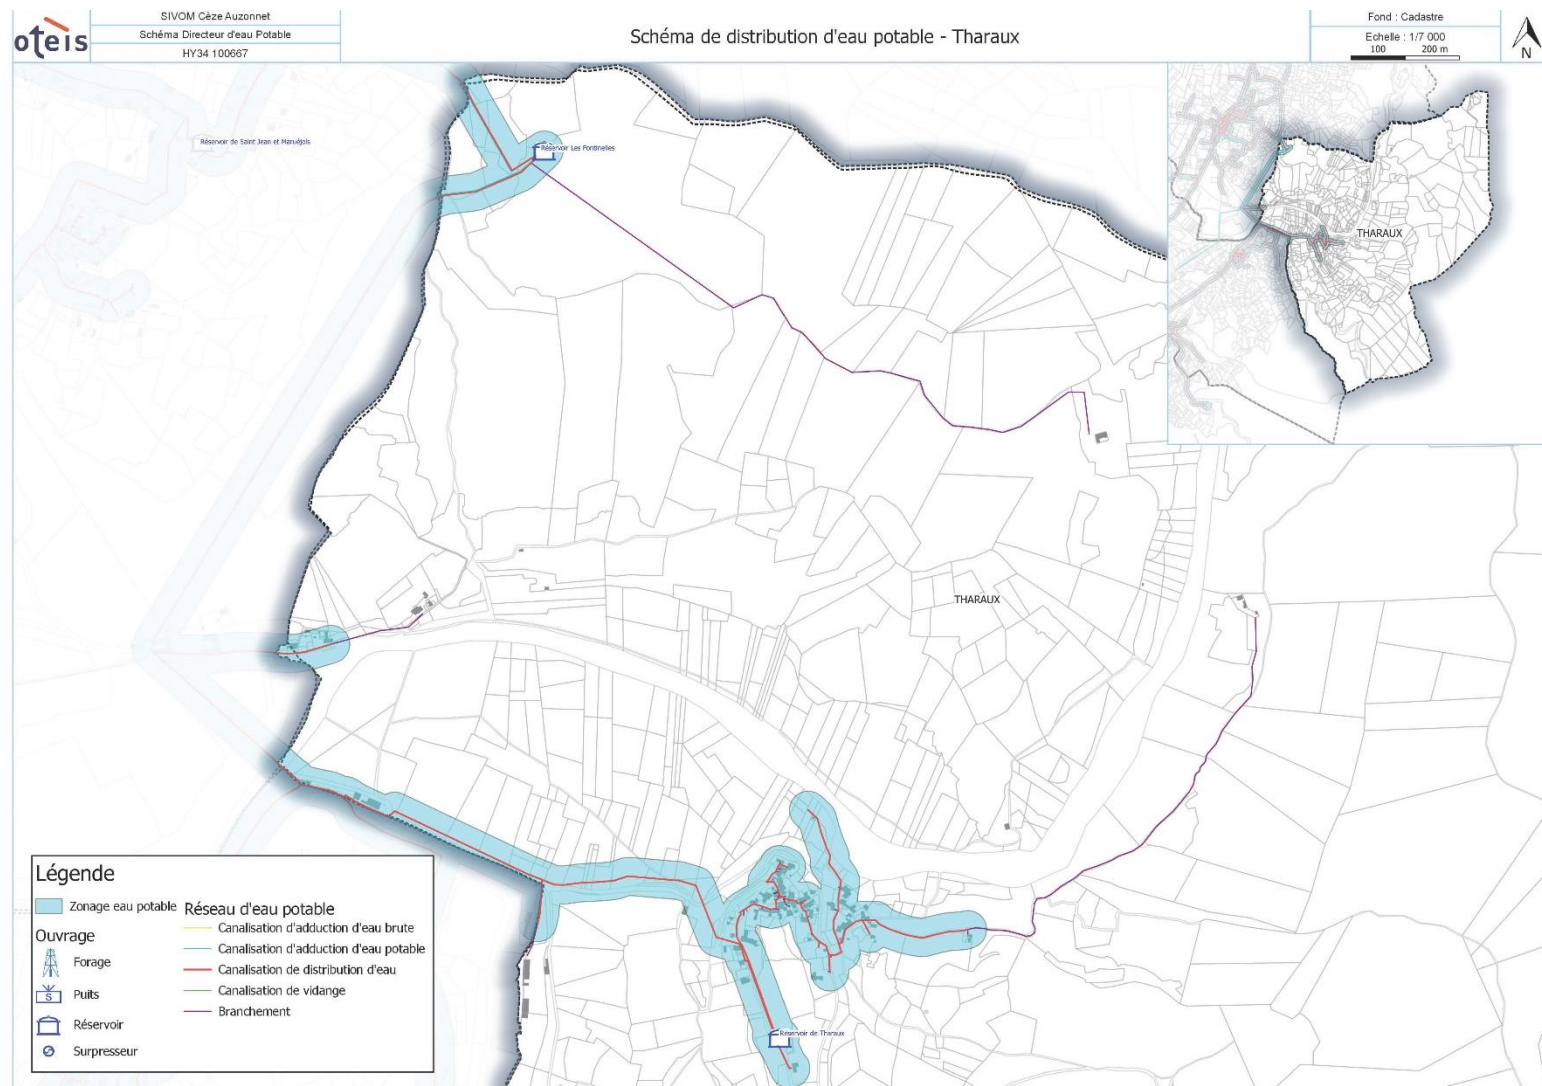 oteis
SIVOM Cèze Auzonnet
Schéma Directeur d'eau Potable
HY34 100667
Schéma de distribution d'eau potable - Tharaux
Fond : Cadastre
Echelle : 1/7 000
100 200 m
N
Réservoir de Saint Jean et Maruéjols
Réservoir Les Fontinelles
THARAUX
THARAUX
Réservoir de Tharaux
Légende
Zonage eau potable
Ouvrage
Forage
S
Puits
Réservoir
Surpresseur
Réseau d'eau potable
Canalisation d'adduction d'eau brute
Canalisation d'adduction d'eau potable
Canalisation de distribution d'eau
Canalisation de vidange
Branchement